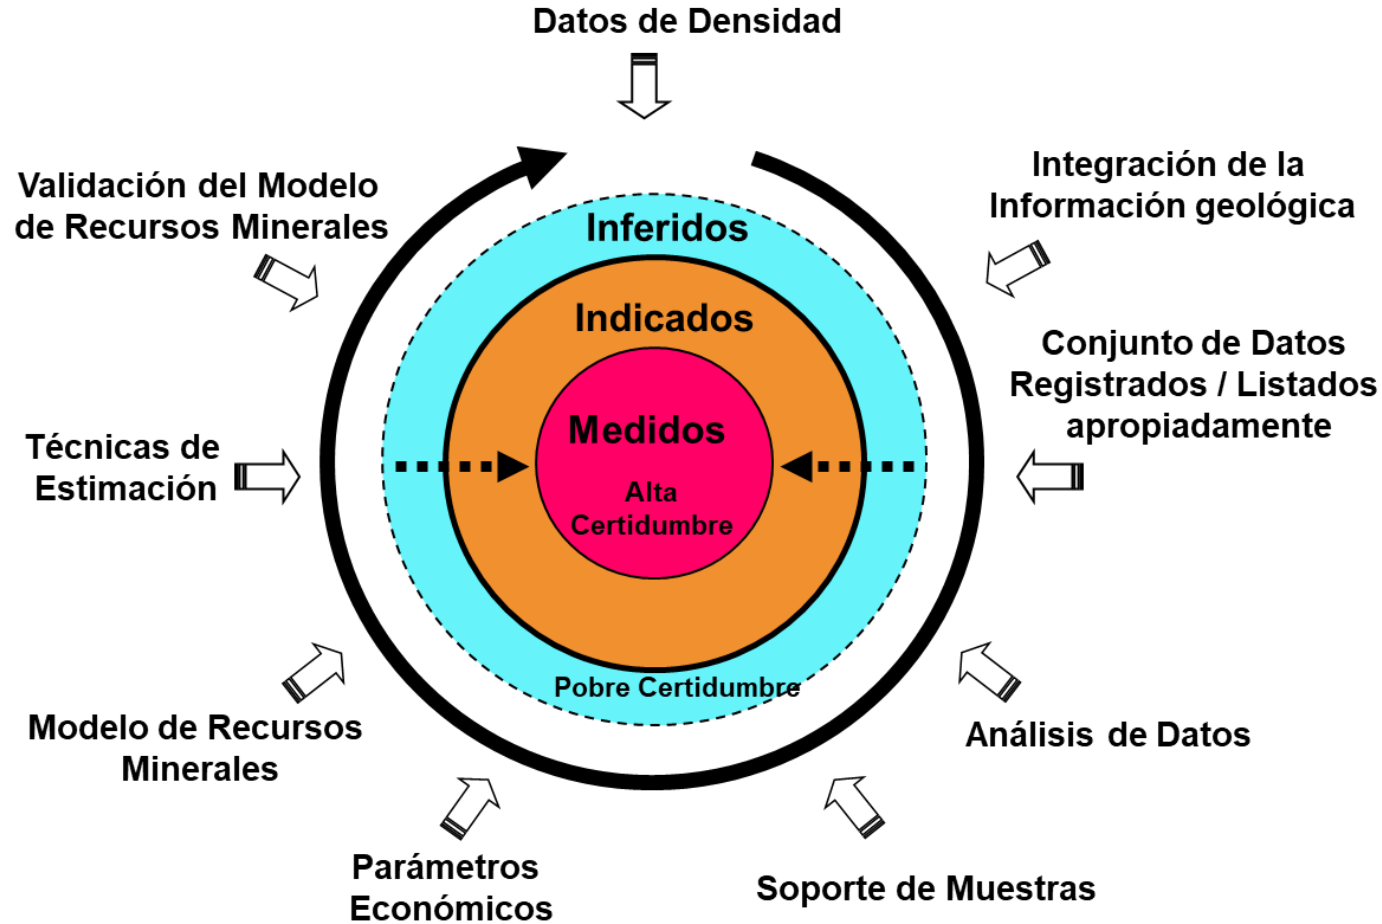 Datos de Densidad
Integración de la
Información geológica
Validación del Modelo
de Recursos Minerales
Inferidos
Indicados
Conjunto de Datos
Registrados / Listados
apropiadamente
Medidos
Alta
Certidumbre
Técnicas de
Estimación
Pobre Certidumbre
Modelo de Recursos
Minerales
Análisis de Datos
Parámetros
Económicos
Soporte de Muestras